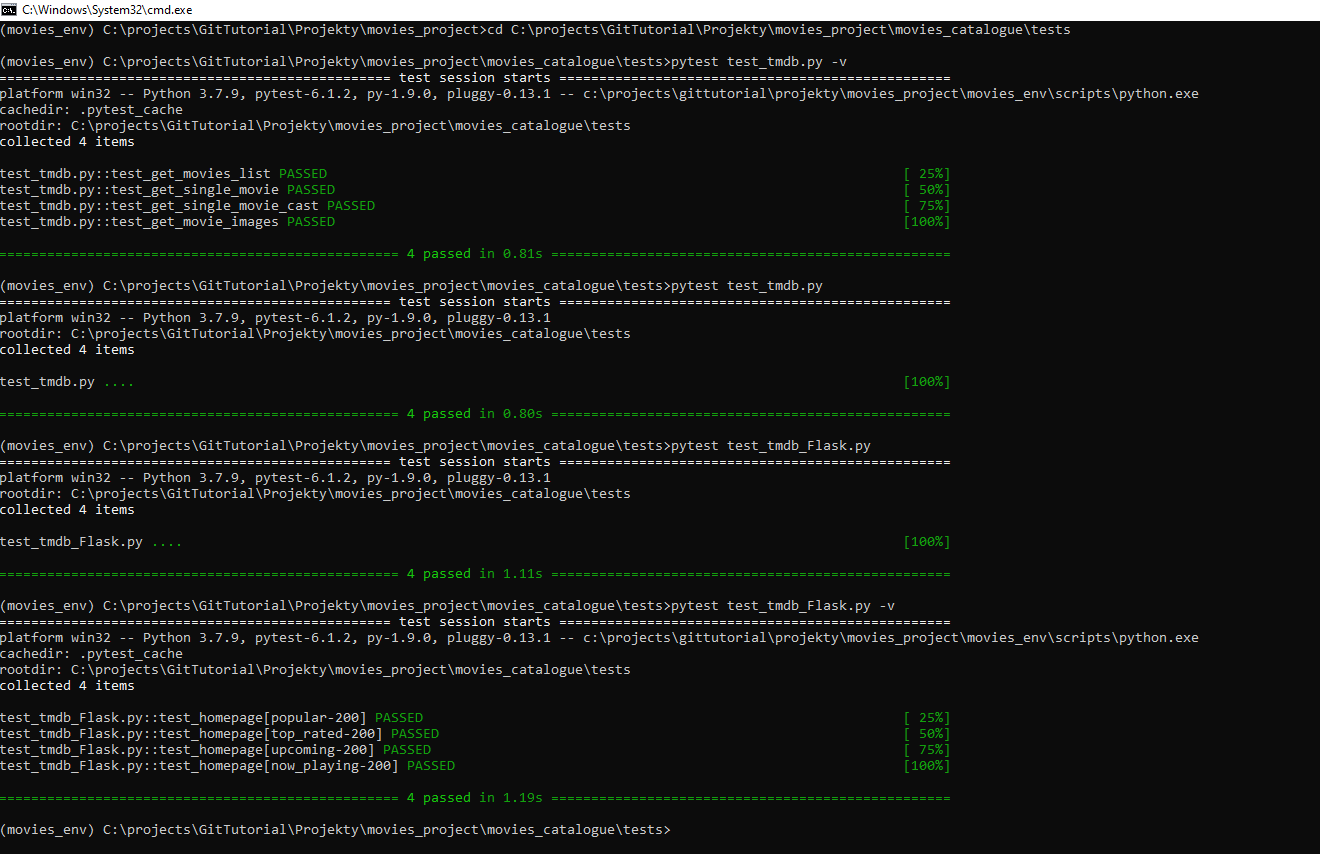 C:\Windows\System32\cmd.exe
(movies_env) C:\projects\GitTutorial\Projekty\movies_project>cd C:\projects\GitTutorial\Projekty\movies_project\movies_catalogue\tests
(movies_env) C:\projects\GitTutorial\Projekty\movies_project\movies_catalogue\tests>pytest test_tmdb.py -v
================================================= test session starts =================================================
platform win32 -- Python 3.7.9, pytest-6.1.2, py-1.9.0, pluggy-0.13.1 -- c:\projects\gittutorial\projekty\movies_project\movies_env\scripts\python.exe
cachedir: .pytest_cache
rootdir: C:\projects\GitTutorial\Projekty\movies_project\movies_catalogue\tests
collected 4 items
test_tmdb.py::test_get_movies_list PASSED [ 25%]
test_tmdb.py::test_get_single_movie PASSED [ 50%]
test_tmdb.py::test_get_single_movie_cast PASSED [ 75%]
test_tmdb.py::test_get_movie_images PASSED [100%]
================================================== 4 passed in 0.81s ==================================================
(movies_env) C:\projects\GitTutorial\Projekty\movies_project\movies_catalogue\tests>pytest test_tmdb.py
================================================= test session starts =================================================
platform win32 -- Python 3.7.9, pytest-6.1.2, py-1.9.0, pluggy-0.13.1
rootdir: C:\projects\GitTutorial\Projekty\movies_project\movies_catalogue\tests
collected 4 items
test_tmdb.py .... [100%]
================================================== 4 passed in 0.80s ==================================================
(movies_env) C:\projects\GitTutorial\Projekty\movies_project\movies_catalogue\tests>pytest test_tmdb_Flask.py
================================================= test session starts =================================================
platform win32 -- Python 3.7.9, pytest-6.1.2, py-1.9.0, pluggy-0.13.1
rootdir: C:\projects\GitTutorial\Projekty\movies_project\movies_catalogue\tests
collected 4 items
test_tmdb_Flask.py .... [100%]
================================================== 4 passed in 1.11s ==================================================
(movies_env) C:\projects\GitTutorial\Projekty\movies_project\movies_catalogue\tests>pytest test_tmdb_Flask.py -v
================================================= test session starts =================================================
platform win32 -- Python 3.7.9, pytest-6.1.2, py-1.9.0, pluggy-0.13.1 -- c:\projects\gittutorial\projekty\movies_project\movies_env\scripts\python.exe
cachedir: .pytest_cache
rootdir: C:\projects\GitTutorial\Projekty\movies_project\movies_catalogue\tests
collected 4 items
test_tmdb_Flask.py::test_homepage[popular-200] PASSED [ 25%]
test_tmdb_Flask.py::test_homepage[top_rated-200] PASSED [ 50%]
test_tmdb_Flask.py::test_homepage[upcoming-200] PASSED [ 75%]
test_tmdb_Flask.py::test_homepage[now_playing-200] PASSED [100%]
================================================== 4 passed in 1.19s ==================================================
(movies_env) C:\projects\GitTutorial\Projekty\movies_project\movies_catalogue\tests>